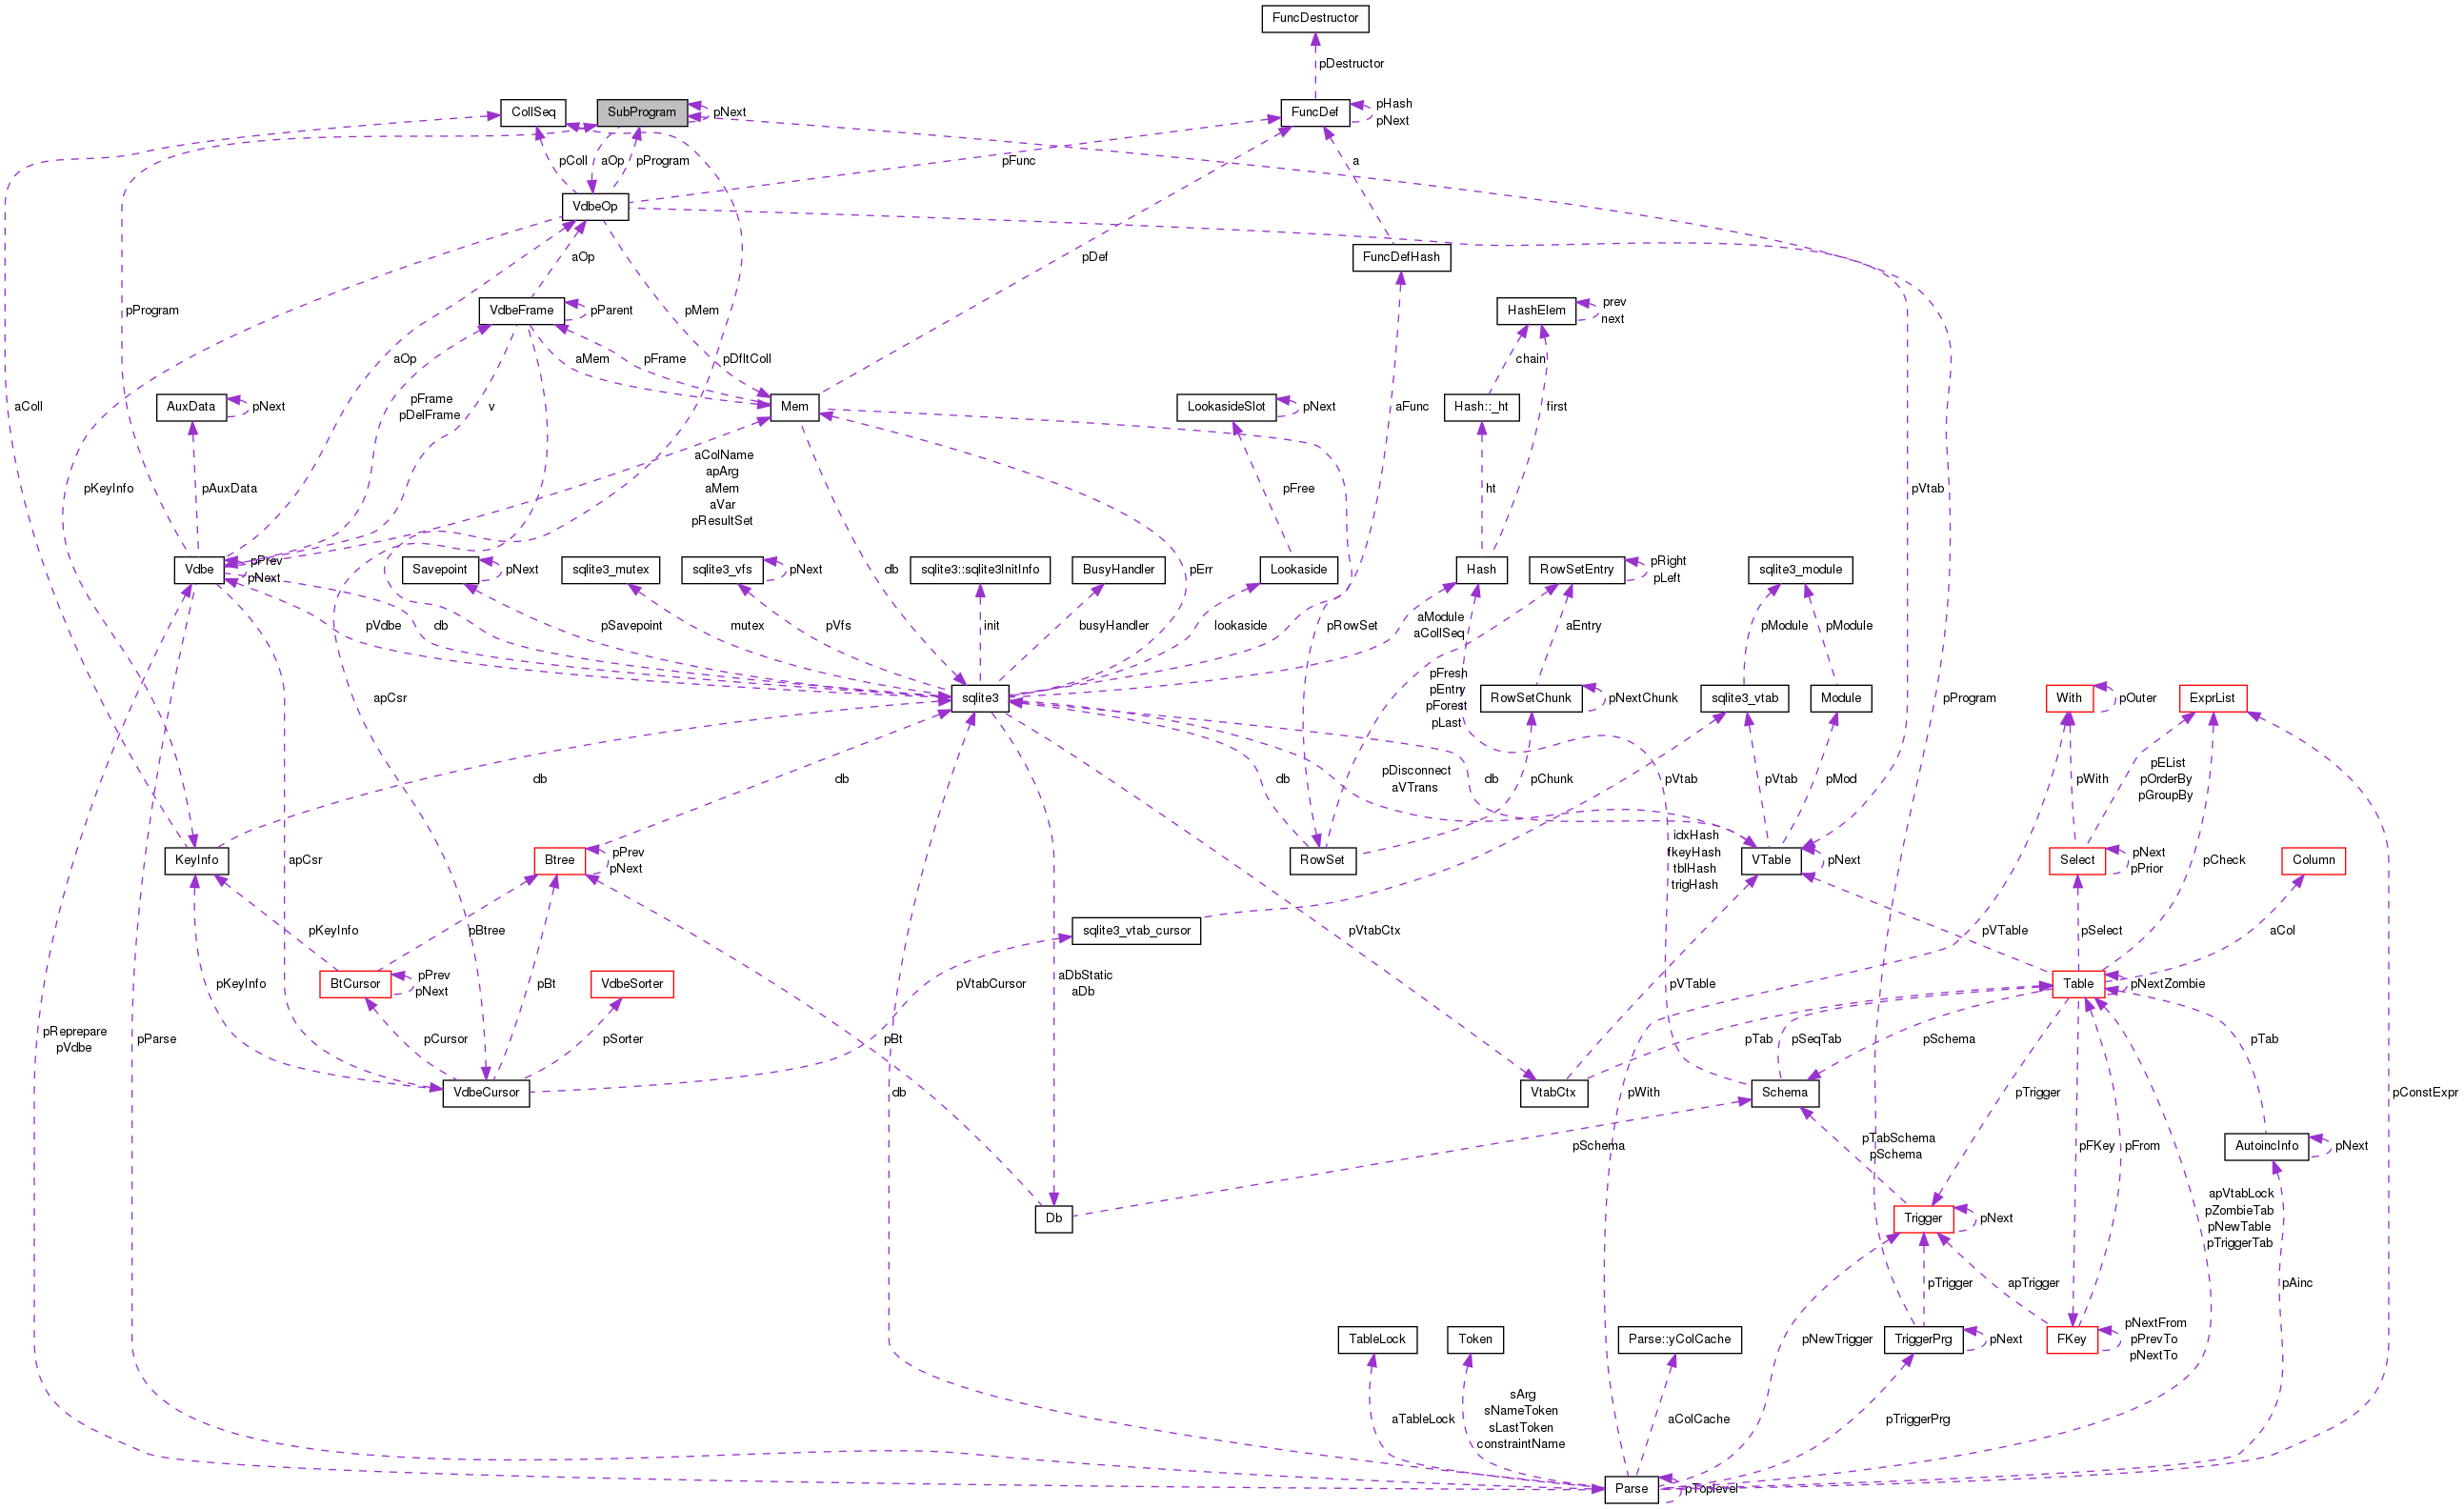 FuncDestructor
pDestructor
CollSeq
SubProgram
pNext
FuncDef
pHash
pNext
pColl
aOp
pProgram
pFunc
a
VdbeOp
aOp
pDef
FuncDefHash
pProgram
VdbeFrame
pParent
pMem
HashElem
prev
next
aOp
aMem
pFrame
pDfltColl
chain
aColl
AuxData
pNext
pFrame
pDelFrame
v
Mem
LookasideSlot
pNext
aFunc
Hash::_ht
first
pKeyInfo
pAuxData
aColName
apArg
aMem
aVar
pResultSet
pFree
ht
pVtab
Vdbe
pPrev
pNext
Savepoint
pNext
sqlite3_mutex
sqlite3_vfs
pNext
db
sqlite3::sqlite3InitInfo
BusyHandler
pErr
Lookaside
Hash
RowSetEntry
pRight
pLeft
sqlite3_module
pVdbe
db
pSavepoint
mutex
pVfs
init
busyHandler
lookaside
pRowSet
aModule
aCollSeq
aEntry
pModule
pModule
apCsr
sqlite3
pFresh
pEntry
pForest
pLast
RowSetChunk
pNextChunk
sqlite3_vtab
Module
pProgram
With
pOuter
ExprList
db
db
db
pDisconnect
aVTrans
db
pChunk
pVtab
pVtab
pMod
pWith
pEList
pOrderBy
pGroupBy
KeyInfo
apCsr
Btree
pPrev
pNext
RowSet
idxHash
fkeyHash
tblHash
trigHash
VTable
pNext
Select
pNext
pPrior
pCheck
Column
pKeyInfo
pBtree
sqlite3_vtab_cursor
pVtabCtx
pVTable
pSelect
aCol
pKeyInfo
BtCursor
pPrev
pNext
pBt
VdbeSorter
pVtabCursor
aDbStatic
aDb
pVTable
Table
pNextZombie
pReprepare
pVdbe
pParse
pCursor
pSorter
pBt
pTab
pSeqTab
pSchema
pTab
VdbeCursor
db
VtabCtx
pWith
Schema
pTrigger
pConstExpr
pSchema
pTabSchema
pSchema
pFKey
pFrom
AutoincInfo
pNext
Db
Trigger
pNext
apVtabLock
pZombieTab
pNewTable
pTriggerTab
pTrigger
apTrigger
pAinc
TableLock
Token
Parse::yColCache
pNewTrigger
TriggerPrg
pNext
FKey
pNextFrom
pPrevTo
pNextTo
aTableLock
sArg
sNameToken
sLastToken
constraintName
aColCache
pTriggerPrg
Parse
pToplevel